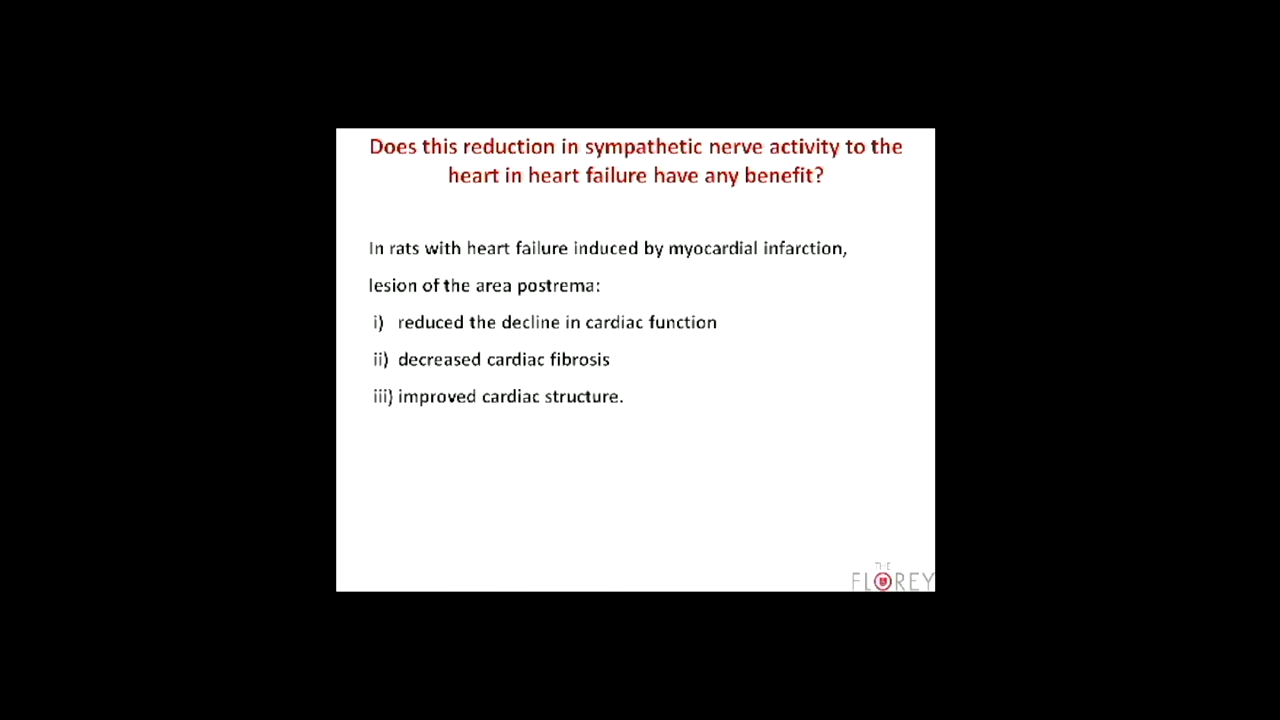 Does this reduction in sympathetic nerve activity to the
heart in heart failure have any benefit?
In rats with heart failure induced by myocardial infarction,
lesion of the area postrema:
i) reduced the decline in cardiac function
ii) decreased cardiac fibrosis
iii) improved cardiac structure.
THE
FLOREY